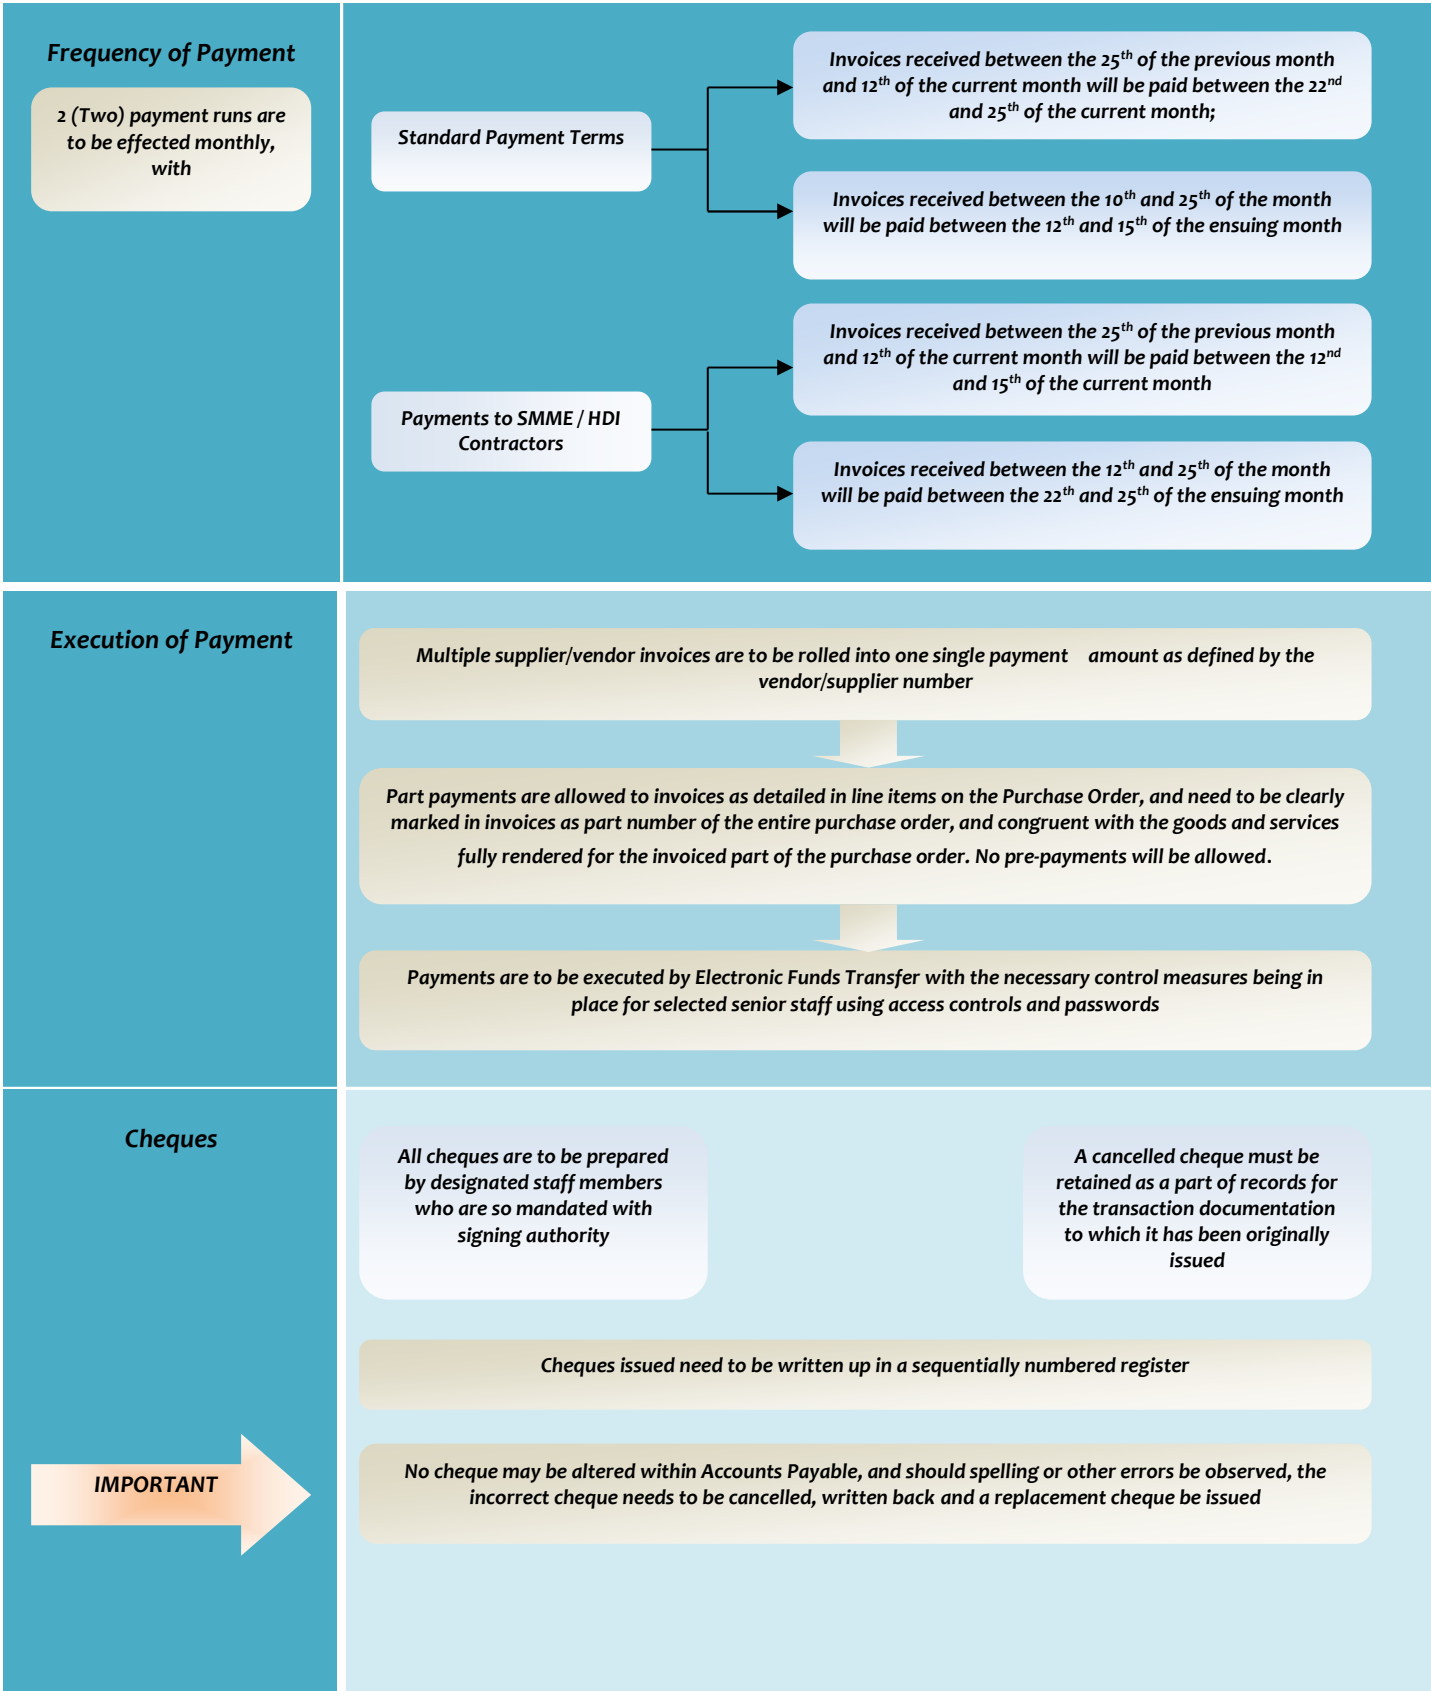 Frequency of Payment
2 (Two) payment runs are
to be effected monthly,
with
Standard Payment Terms
Invoices received between the 25th of the previous month
and 12th of the current month will be paid between the 22nd
and 25th of the current month;
Invoices received between the 10th and 25th of the month
will be paid between the 12th and 15th of the ensuing month
Payments to SMME / HDI
Contractors
Invoices received between the 25th of the previous month
and 12th of the current month will be paid between the 12nd
and 15th of the current month
Invoices received between the 12th and 25th of the month
will be paid between the 22th and 25th of the ensuing month
Execution of Payment
Multiple supplier/vendor invoices are to be rolled into one single payment amount as defined by the
vendor/supplier number
Part payments are allowed to invoices as detailed in line items on the Purchase Order, and need to be clearly
marked in invoices as part number of the entire purchase order, and congruent with the goods and services
fully rendered for the invoiced part of the purchase order. No pre-payments will be allowed.
Payments are to be executed by Electronic Funds Transfer with the necessary control measures being in
place for selected senior staff using access controls and passwords
Cheques
All cheques are to be prepared
by designated staff members
who are so mandated with
signing authority
A cancelled cheque must be
retained as a part of records for
the transaction documentation
to which it has been originally
issued
Cheques issued need to be written up in a sequentially numbered register
IMPORTANT
No cheque may be altered within Accounts Payable, and should spelling or other errors be observed, the
incorrect cheque needs to be cancelled, written back and a replacement cheque be issued